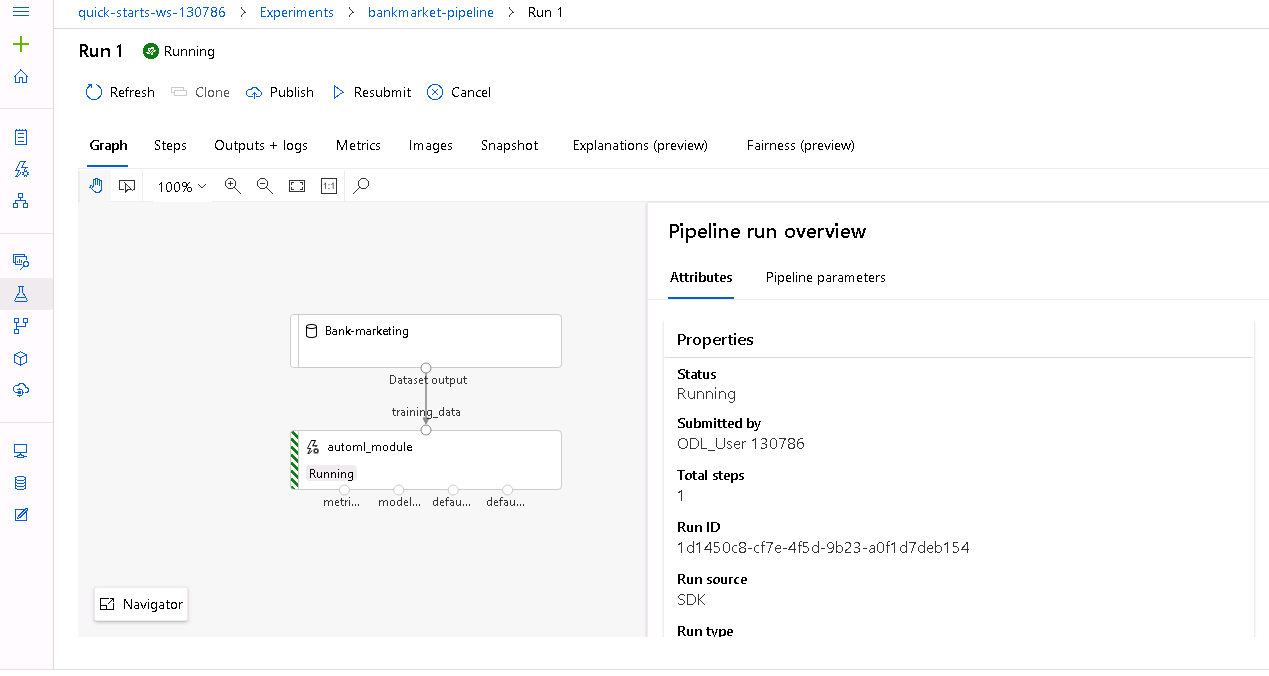 quick-starts-ws-130786 > Experiments > bankmarket-pipeline > Run 1
Run 1 Running
Refresh Clone Publish Resubmit Cancel
Graph Steps Outputs + logs Metrics Images Snapshot Explanations (preview) Fairness (preview)
100% 1:1
Bank-marketing
Dataset output
training_data
automl_module
Running
metri... model... defau... defau...
Navigator
Pipeline run overview
Attributes Pipeline parameters
Properties
Status
Running
Submitted by
ODL_User 130786
Total steps
1
Run ID
1d1450c8-cf7e-4f5d-9b23-a0f1d7deb154
Run source
SDK
Run type